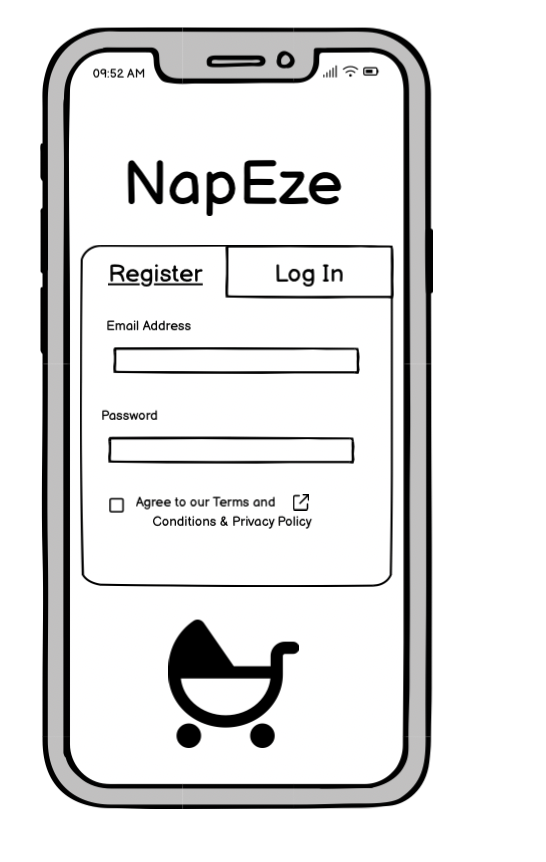 09:52 AM
NapEze
Register
Log In
Email Address
Password
Agree to our Terms and
Conditions & Privacy Policy